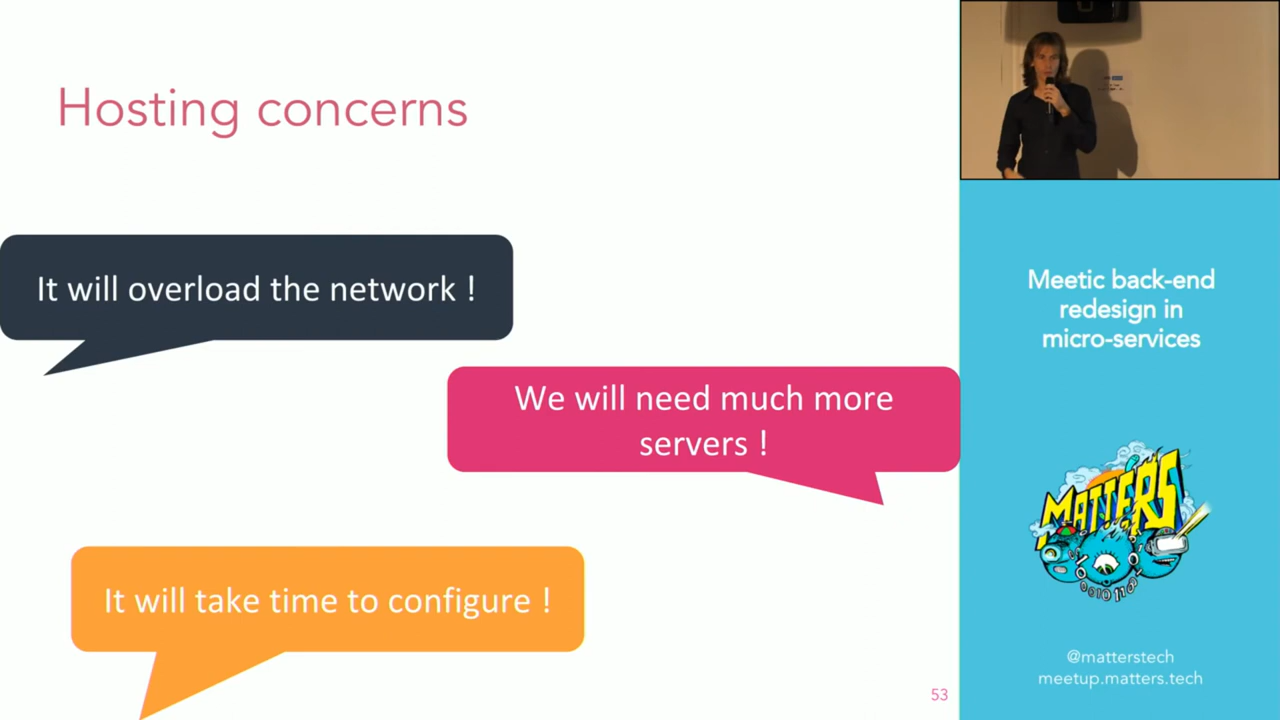 Hosting concerns
It will overload the network !
We will need much more
servers !
It will take time to configure !
53
Meetic back-end
redesign in
micro-services
MATTERS
@matterstech
meetup.matters.tech